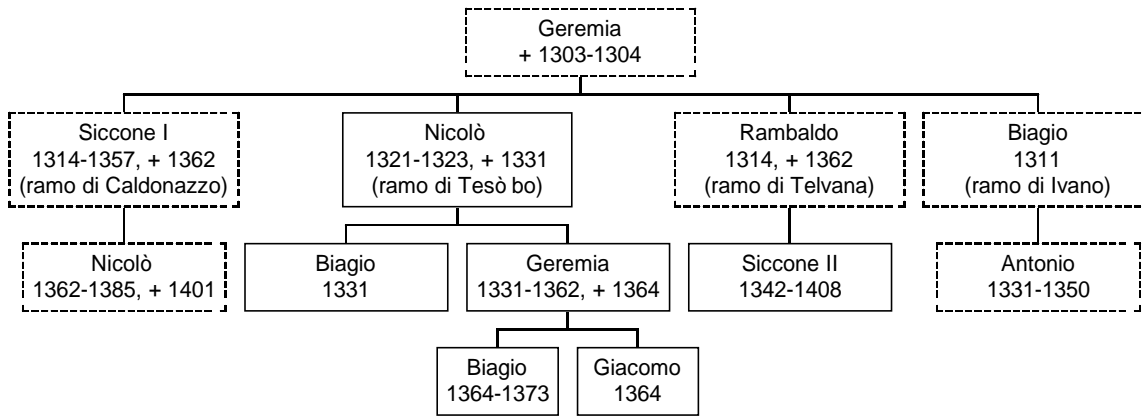 Geremia
+ 1303-1304
Siccone I
1314-1357, + 1362
(ramo di Caldonazzo)
Nicolò
1321-1323, + 1331
(ramo di Tesò bo)
Rambaldo
1314, + 1362
(ramo di Telvana)
Biagio
1311
(ramo di Ivano)
Nicolò
1362-1385, + 1401
Biagio
1331
Geremia
1331-1362, + 1364
Siccone II
1342-1408
Antonio
1331-1350
Biagio
1364-1373
Giacomo
1364